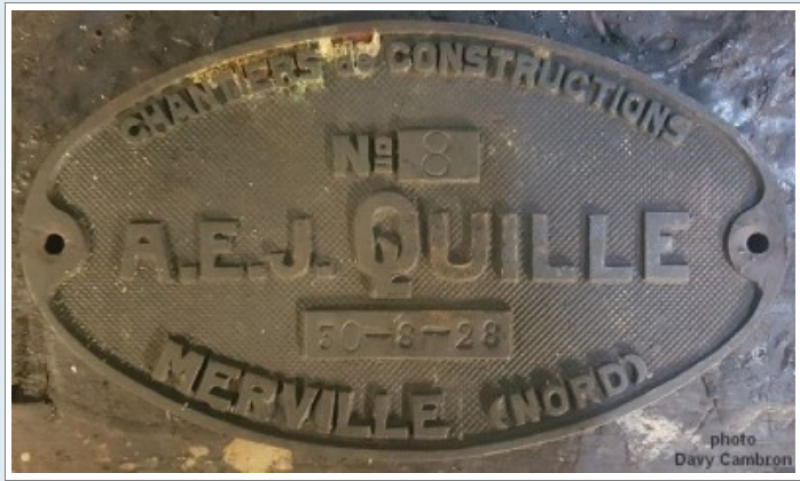 CHANTIERS de CONSTRUCTIONS
No 8
A.E.J. QUILLE
30-8-28
MERVILLE (NORD)
photo
Davy Cambron